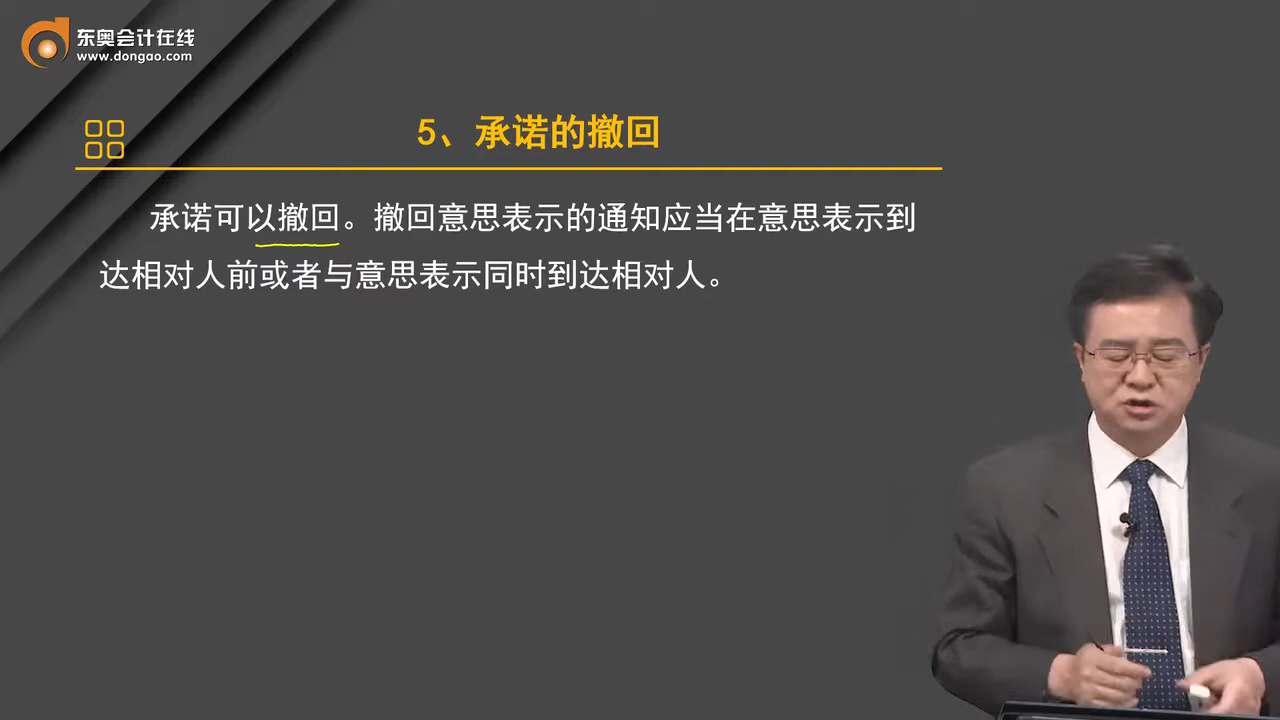 东奥会计在线
www.dongao.com
5、承诺的撤回
承诺可以撤回。撤回意思表示的通知应当在意思表示到
达相对人前或者与意思表示同时到达相对人。